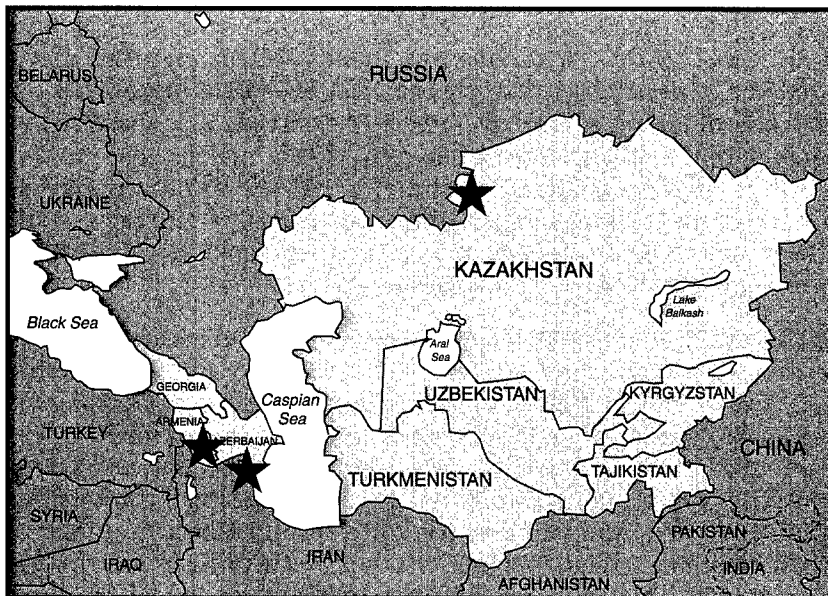 BELARUS
RUSSIA
UKRAINE
KAZAKHSTAN
Black Sea
Lake
Balkash
Aral
Sea
GEORGIA
Caspian
Sea
UZBEKISTAN
KYRGYZSTAN
ARMENIA
TURKEY
AZERBAIJAN
CHINA
TURKMENISTAN
TAJIKISTAN
SYRIA
PAKISTAN
IRAN
IRAQ
INDIA
AFGHANISTAN